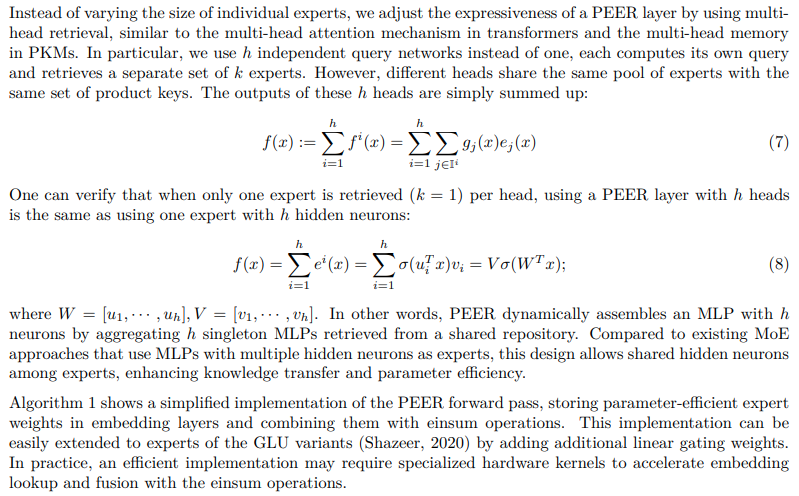 Instead of varying the size of individual experts, we adjust the expressiveness of a PEER layer by using multi-
head retrieval, similar to the multi-head attention mechanism in transformers and the multi-head memory
in PKMs. In particular, we use h independent query networks instead of one, each computes its own query
and retrieves a separate set of k experts. However, different heads share the same pool of experts with the
same set of product keys. The outputs of these h heads are simply summed up:
f(x) := \sum_{i=1}^{h} f^i(x) = \sum_{i=1}^{h} \sum_{j \in \mathbb{I}^i} g_j(x) e_j(x) (7)
One can verify that when only one expert is retrieved (k = 1) per head, using a PEER layer with h heads
is the same as using one expert with h hidden neurons:
f(x) = \sum_{i=1}^{h} e^i(x) = \sum_{i=1}^{h} σ(u_i^T x) v_i = Vσ(W^T x); (8)
where W = [u_1, ··· , u_h], V = [v_1, ··· , v_h]. In other words, PEER dynamically assembles an MLP with h
neurons by aggregating h singleton MLPs retrieved from a shared repository. Compared to existing MoE
approaches that use MLPs with multiple hidden neurons as experts, this design allows shared hidden neurons
among experts, enhancing knowledge transfer and parameter efficiency.
Algorithm 1 shows a simplified implementation of the PEER forward pass, storing parameter-efficient expert
weights in embedding layers and combining them with einsum operations. This implementation can be
easily extended to experts of the GLU variants (Shazeer, 2020) by adding additional linear gating weights.
In practice, an efficient implementation may require specialized hardware kernels to accelerate embedding
lookup and fusion with the einsum operations.